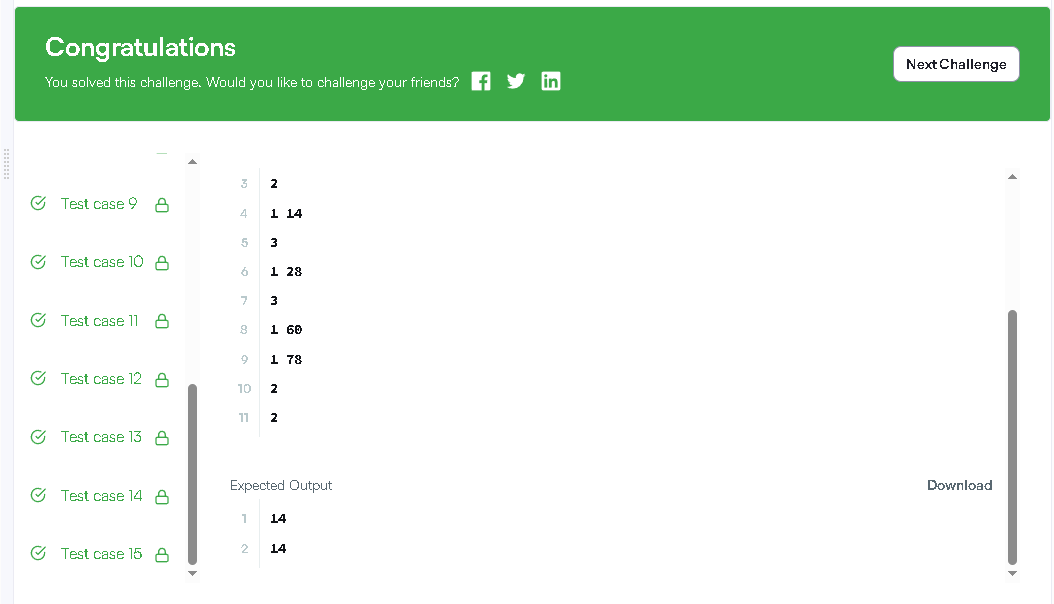 Congratulations
You solved this challenge. Would you like to challenge your friends?
Next Challenge
Test case 9
Test case 10
Test case 11
Test case 12
Test case 13
Test case 14
Test case 15
3 2
4 1 14
5 3
6 1 28
7 3
8 1 60
9 1 78
10 2
11 2
Expected Output
Download
1 14
2 14